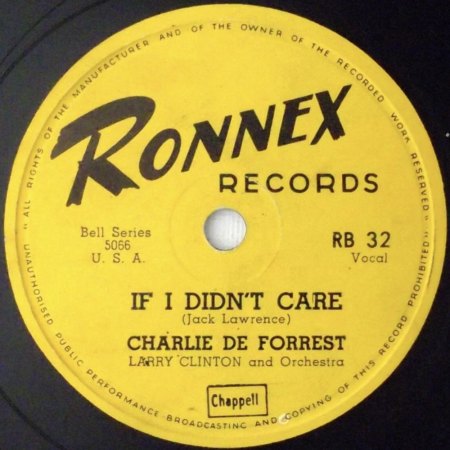 "ALL RIGHTS OF THE MANUFACTURER AND OF THE OWNER OF THE RECORDED WORK RESERVED"
RONNEX
RECORDS
Bell Series
5066
U. S. A.
RB 32
Vocal
IF I DIDN'T CARE
(Jack Lawrence)
CHARLIE DE FORREST
LARRY CLINTON and Orchestra
Chappell
UNAUTHORISED PUBLIC PERFORMANCE BROADCASTING AND COPYING OF THIS RECORD PROHIBITED"